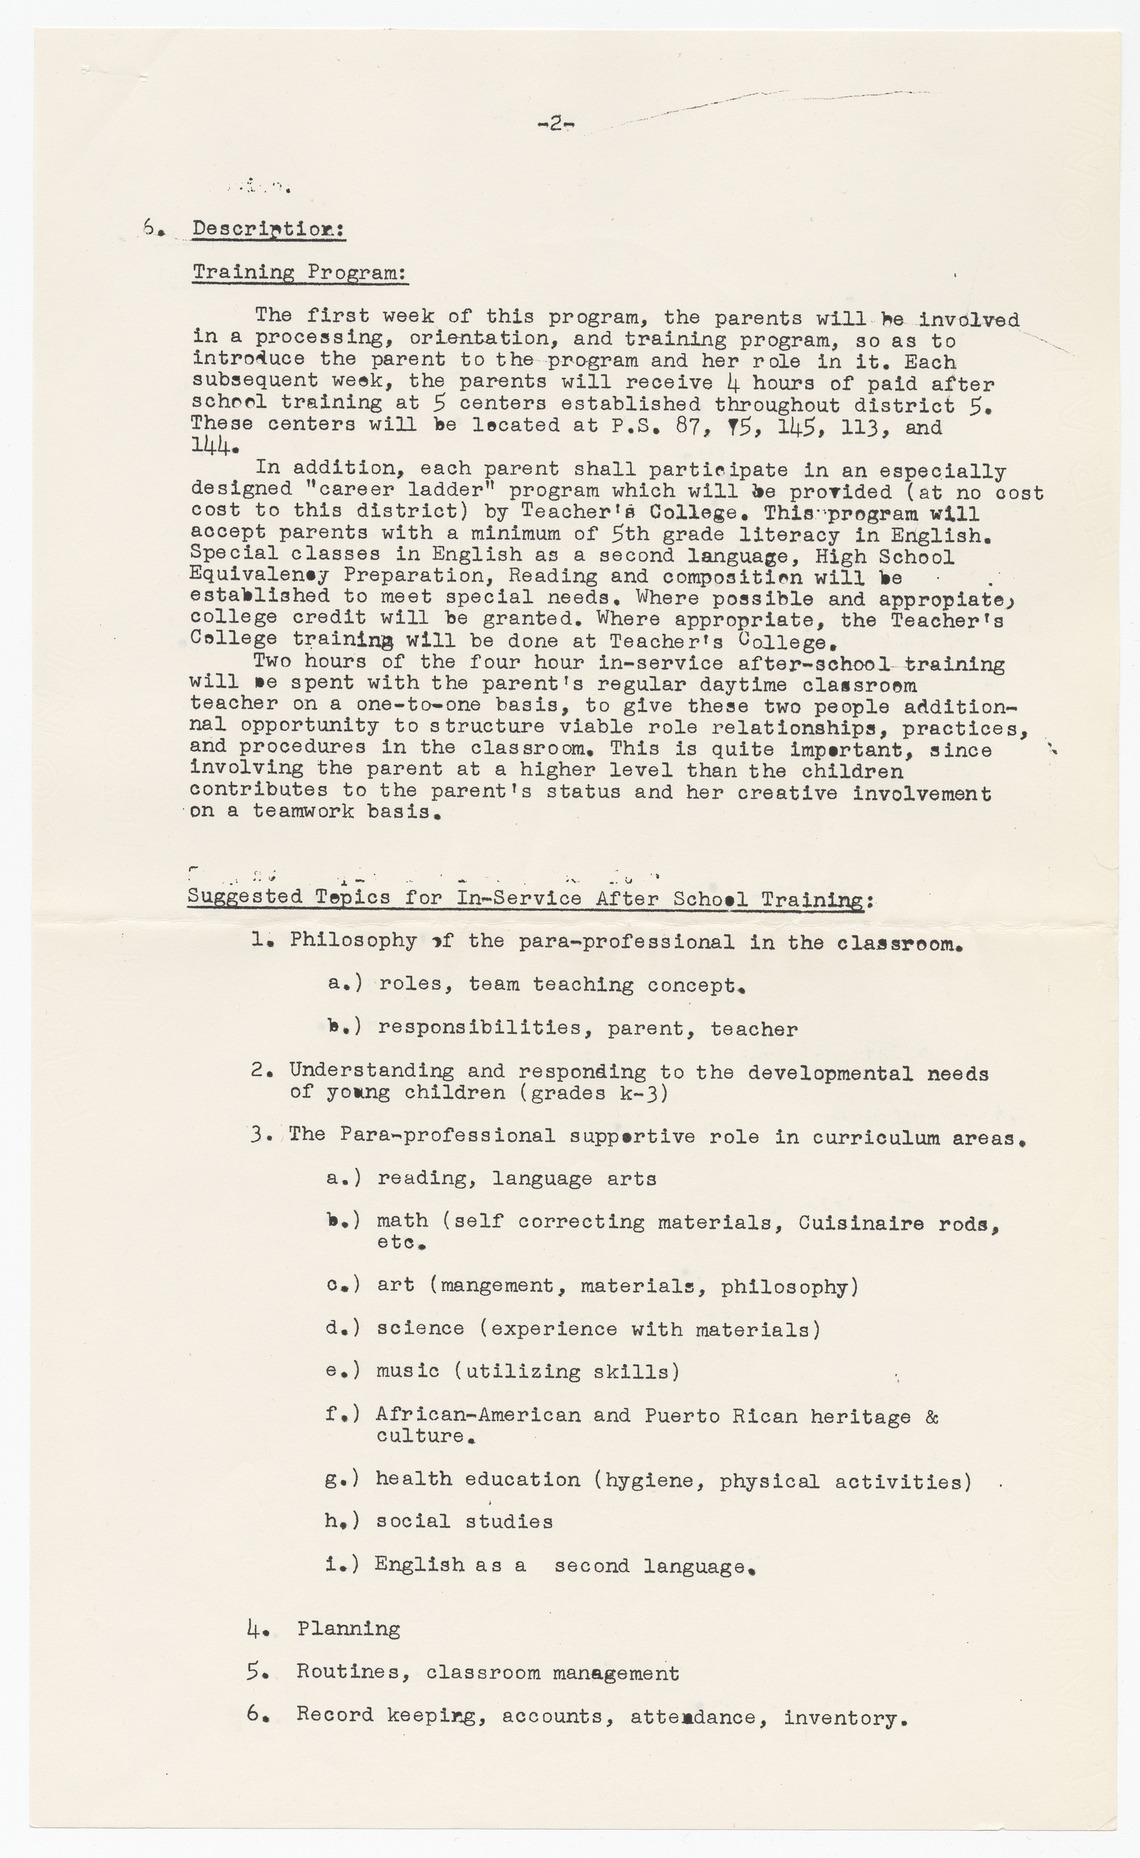 -2-
6. Description:
Training Program:
The first week of this program, the parents will be involved
in a processing, orientation, and training program, so as to
introduce the parent to the program and her role in it. Each
subsequent week, the parents will receive 4 hours of paid after
school training at 5 centers established throughout district 5.
These centers will be located at P.S. 87, 75, 145, 113, and
144.
In addition, each parent shall participate in an especially
designed "career ladder" program which will be provided (at no cost
cost to this district) by Teacher's College. This program will
accept parents with a minimum of 5th grade literacy in English.
Special classes in English as a second language, High School
Equivalency Preparation, Reading and composition will be
established to meet special needs. Where possible and appropiate,
college credit will be granted. Where appropriate, the Teacher's
College training will be done at Teacher's College.
Two hours of the four hour in-service after-school training
will be spent with the parent's regular daytime classroom
teacher on a one-to-one basis, to give these two people addition-
nal opportunity to structure viable role relationships, practices,
and procedures in the classroom. This is quite important, since
involving the parent at a higher level than the children
contributes to the parent's status and her creative involvement
on a teamwork basis.
Suggested Topics for In-Service After School Training:
1. Philosophy of the para-professional in the classroom.
a.) roles, team teaching concept.
b.) responsibilities, parent, teacher
2. Understanding and responding to the developmental needs
of young children (grades k-3)
3. The Para-professional supportive role in curriculum areas.
a.) reading, language arts
b.) math (self correcting materials, Cuisinaire rods,
etc.
c.) art (mangement, materials, philosophy)
d.) science (experience with materials)
e.) music (utilizing skills)
f.) African-American and Puerto Rican heritage &
culture.
g.) health education (hygiene, physical activities)
h.) social studies
i.) English as a second language.
4. Planning
5. Routines, classroom management
6. Record keeping, accounts, attendance, inventory.